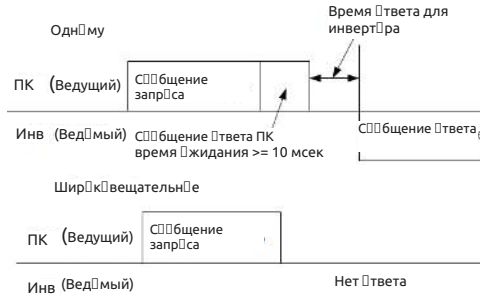 Время □твета для
инверт□ра
Одн□му
ПК (Ведущий)
С□□бщение
запр□са
Инв (Вед□мый)
С□□бщение □твета ПК
время □жидания >= 10 мсек
С□□бщение □твета
Шир□к□вещательн□е
ПК (Ведущий)
С□□бщение
запр□са
Инв (Вед□мый)
Нет □твета